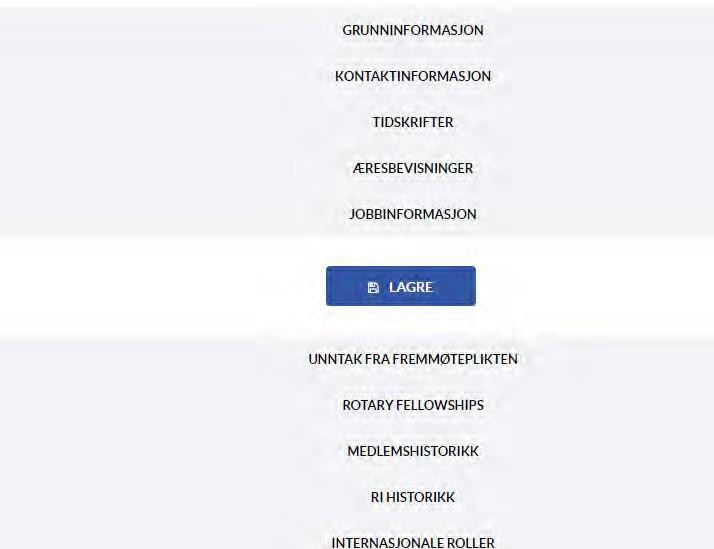 GRUNNINFORMASJON
KONTAKTINFORMASJON
TIDSKRIFTER
ÆRESBEVISNINGER
JOBBINFORMASJON
LAGRE
UNNTAK FRA FREMMØTEPLIKTEN
ROTARY FELLOWSHIPS
MEDLEMSHISTORIKK
RI HISTORIKK
INTERNASJONALE ROLLER